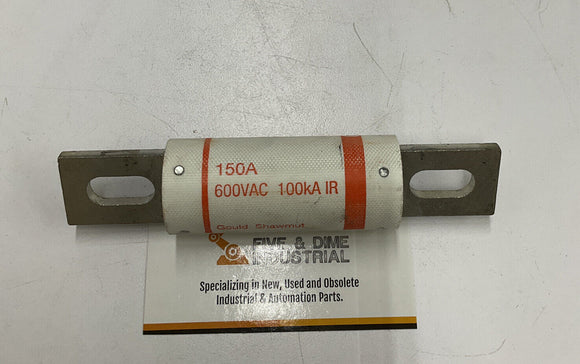 150A
600VAC 100kA IR
Gould Shawmut
FIVE & DIME
INDUSTRIAL
Specializing in New, Used and Obsolete
Industrial & Automation Parts.